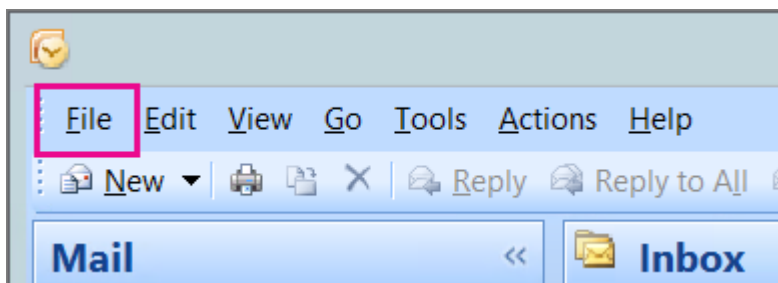 File Edit View Go Tools Actions Help
New Reply Reply to All
Mail « Inbox